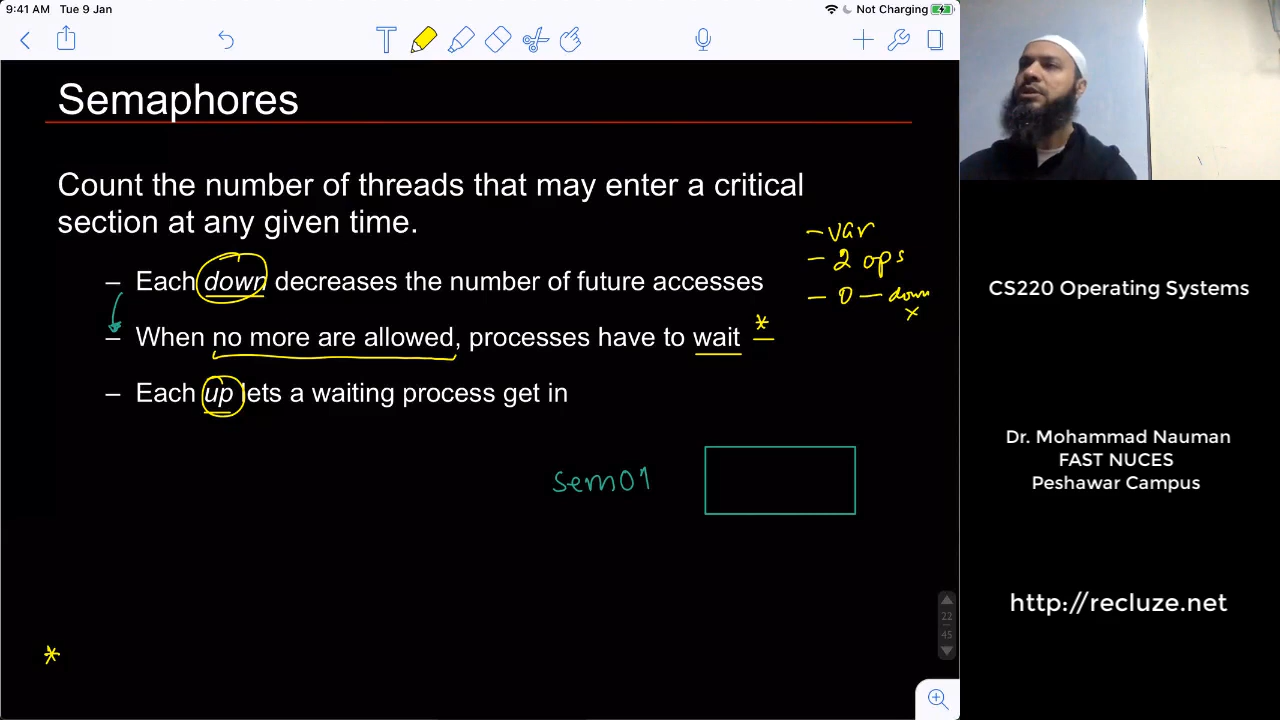 9:41 AM Tue 9 Jan
Not Charging
T
Semaphores
Count the number of threads that may enter a critical
section at any given time.
– var
– 2 ops
– 0 – down
x
– Each down decreases the number of future accesses
– When no more are allowed, processes have to wait *
– Each up lets a waiting process get in
sem01
*
22
45
CS220 Operating Systems
Dr. Mohammad Nauman
FAST NUCES
Peshawar Campus
http://recluze.net